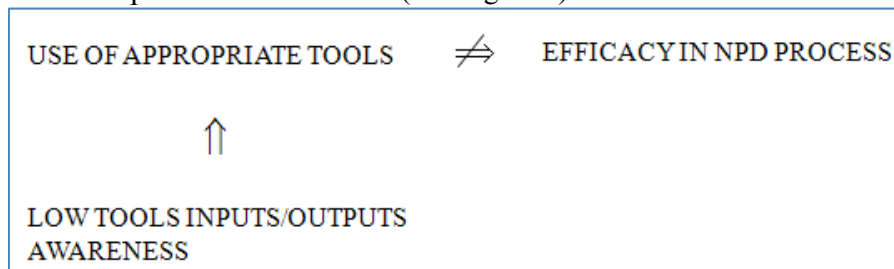 USE OF APPROPRIATE TOOLS ⇏ EFFICACY IN NPD PROCESS
⇑
LOW TOOLS INPUTS/OUTPUTS
AWARENESS